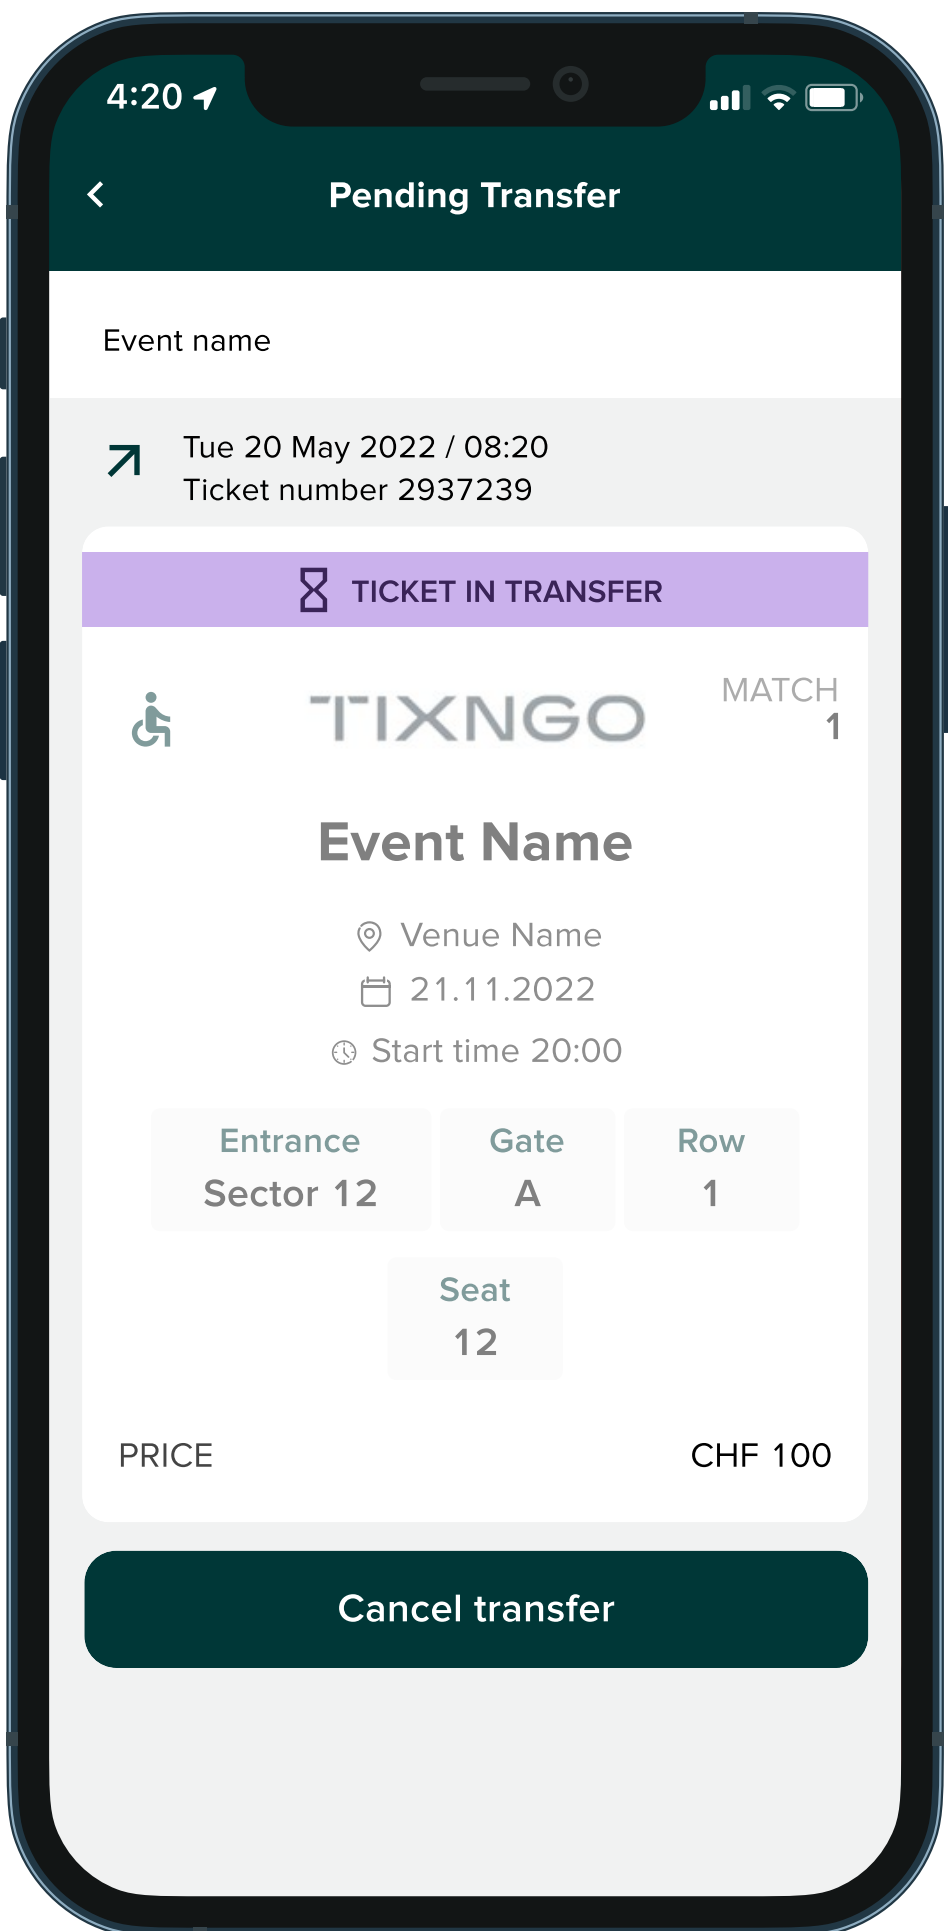 4:20
Pending Transfer
Event name
Tue 20 May 2022 / 08:20
Ticket number 2937239
TICKET IN TRANSFER
TIXNGO
MATCH
1
Event Name
Venue Name
21.11.2022
Start time 20:00
Entrance
Sector 12
Gate
A
Row
1
Seat
12
PRICE
CHF 100
Cancel transfer